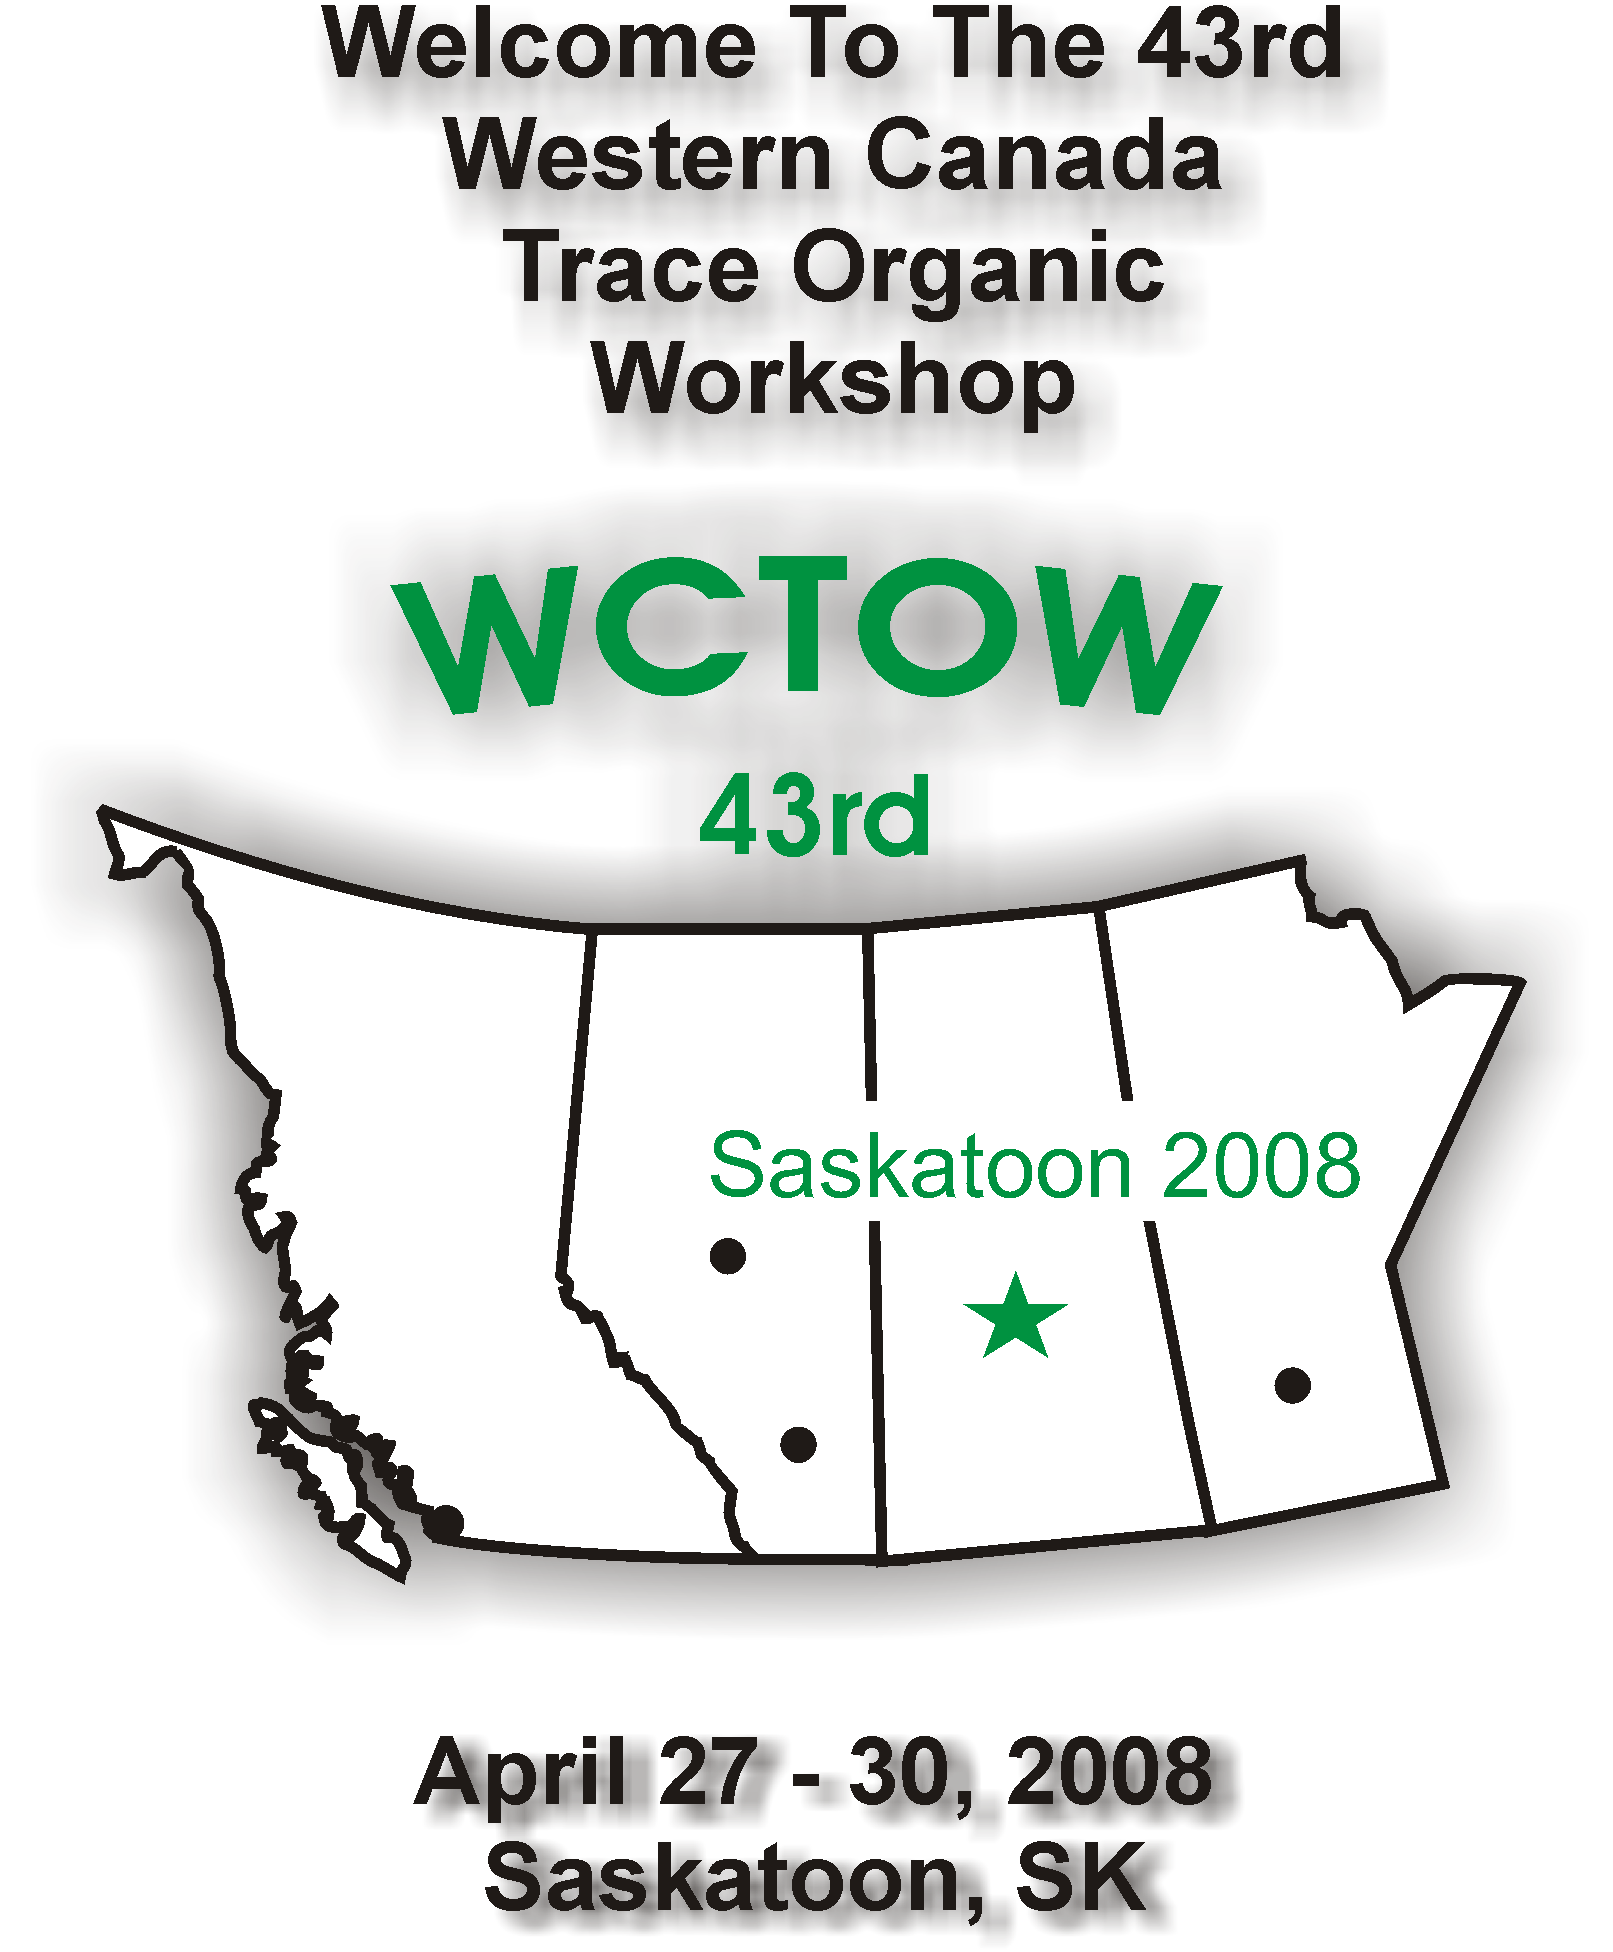 Welcome To The 43rd
Western Canada
Trace Organic
Workshop
WCTOW
43rd
Saskatoon 2008
April 27 - 30, 2008
Saskatoon, SK